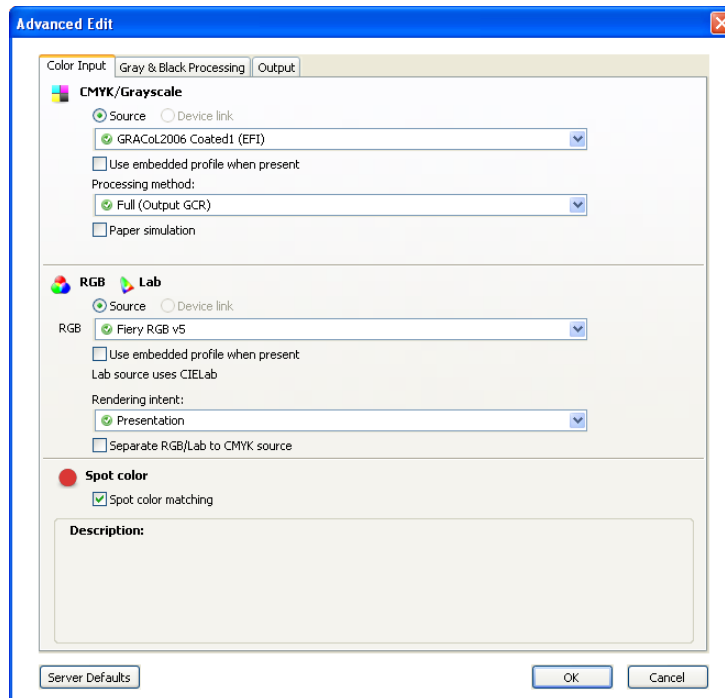 Advanced Edit
Color Input Gray & Black Processing Output
CMYK/Grayscale
Source Device link
GRACoL2006 Coated1 (EFI)
Use embedded profile when present
Processing method:
Full (Output GCR)
Paper simulation
RGB Lab
Source Device link
RGB Fiery RGB v5
Use embedded profile when present
Lab source uses CIELab
Rendering intent:
Presentation
Separate RGB/Lab to CMYK source
Spot color
Spot color matching
Description:
Server Defaults OK Cancel